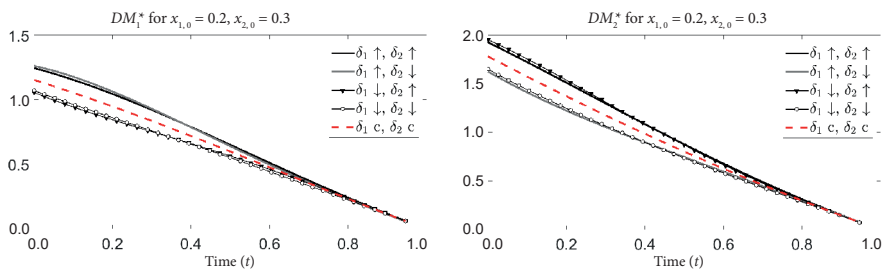 DM₁* for x₁,₀ = 0.2, x₂,₀ = 0.3
1.5
1.0
0.5
0.0
δ₁ ↑, δ₂ ↑
δ₁ ↑, δ₂ ↓
δ₁ ↓, δ₂ ↑
δ₁ ↓, δ₂ ↓
δ₁ c, δ₂ c
0.0 0.2 0.4 0.6 0.8 1.0
Time (t)
DM₂* for x₁,₀ = 0.2, x₂,₀ = 0.3
2.0
1.5
1.0
0.5
0.0
δ₁ ↑, δ₂ ↑
δ₁ ↑, δ₂ ↓
δ₁ ↓, δ₂ ↑
δ₁ ↓, δ₂ ↓
δ₁ c, δ₂ c
0.0 0.2 0.4 0.6 0.8 1.0
Time (t)